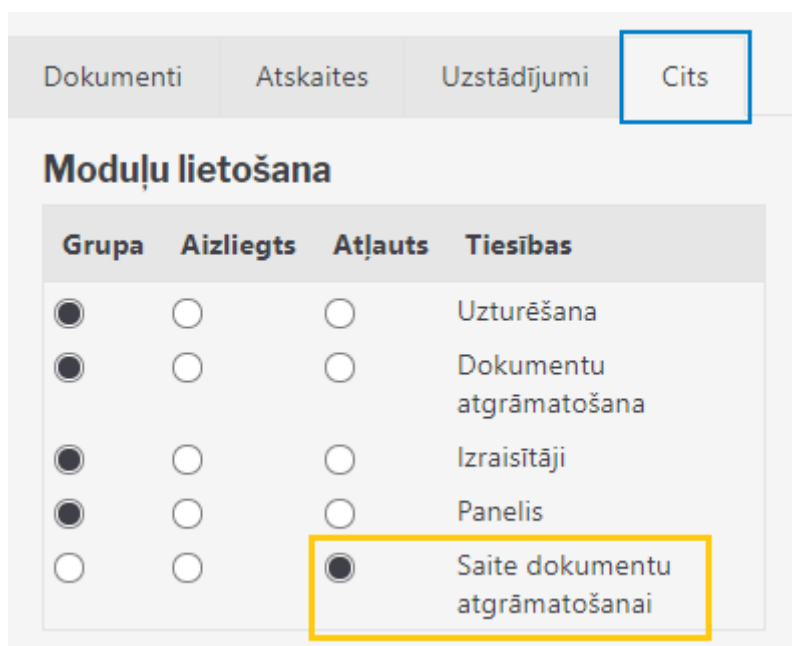 Dokumenti Atskaites Uzstādījumi Cits
Moduļu lietošana
Grupa Aizliegts Atļauts Tiesības
Uzturēšana
Dokumentu
atgrāmatošana
Izraisītāji
Panelis
Saite dokumentu
atgrāmatošanai